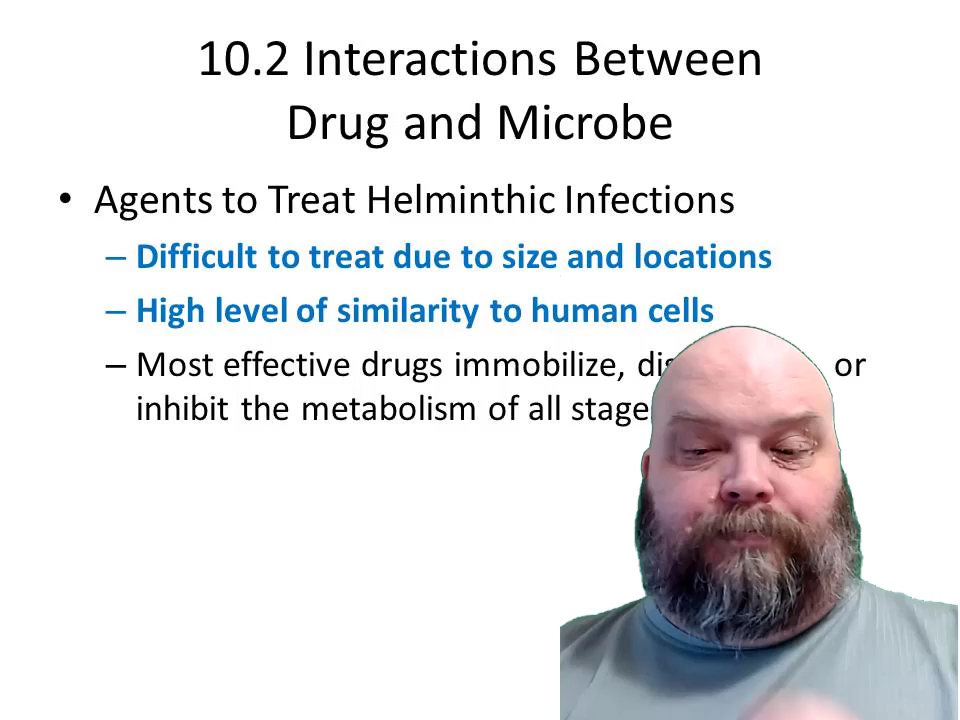 10.2 Interactions Between
Drug and Microbe
• Agents to Treat Helminthic Infections
– Difficult to treat due to size and locations
– High level of similarity to human cells
– Most effective drugs immobilize, or
inhibit the metabolism of all